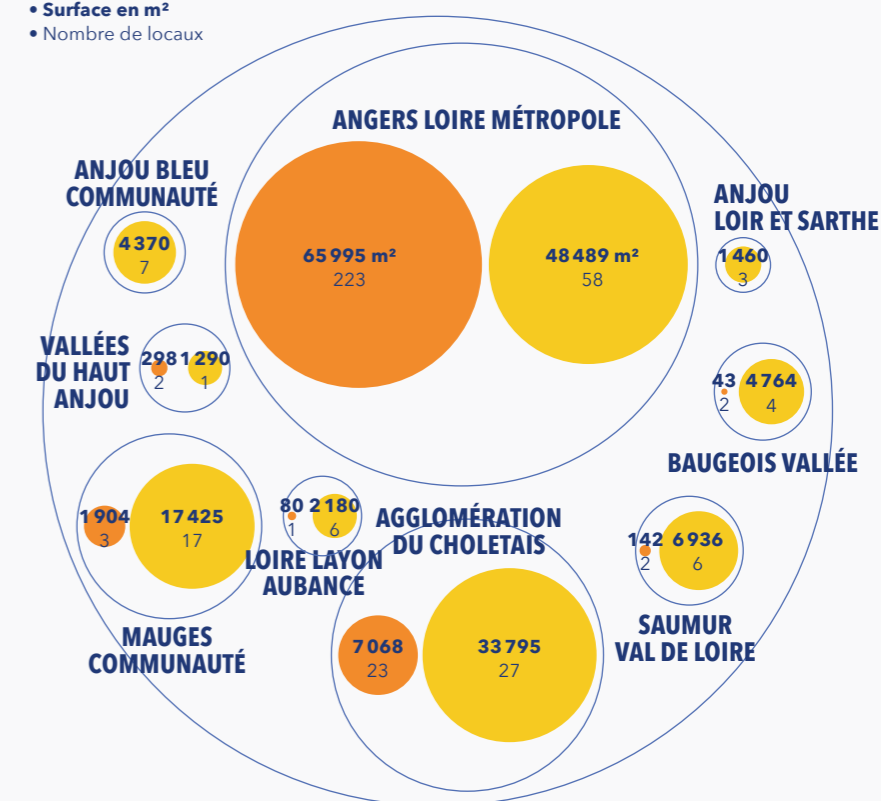 • Surface en m²
• Nombre de locaux
ANGERS LOIRE MÉTROPOLE
65 995 m²
223
48 489 m²
58
ANJOU BLEU
COMMUNAUTÉ
4 370
7
ANJOU
LOIR ET SARTHE
1 460
3
VALLÉES
DU HAUT
ANJOU
298
2
1 290
1
43
2
4 764
4
BAUGEOIS VALLÉE
1 904
3
17 425
17
MAUGES
COMMUNAUTÉ
80
1
2 180
6
LOIRE LAYON
AUBANCE
AGGLOMÉRATION
DU CHOLETAIS
7 068
23
33 795
27
142
2
6 936
6
SAUMUR
VAL DE LOIRE